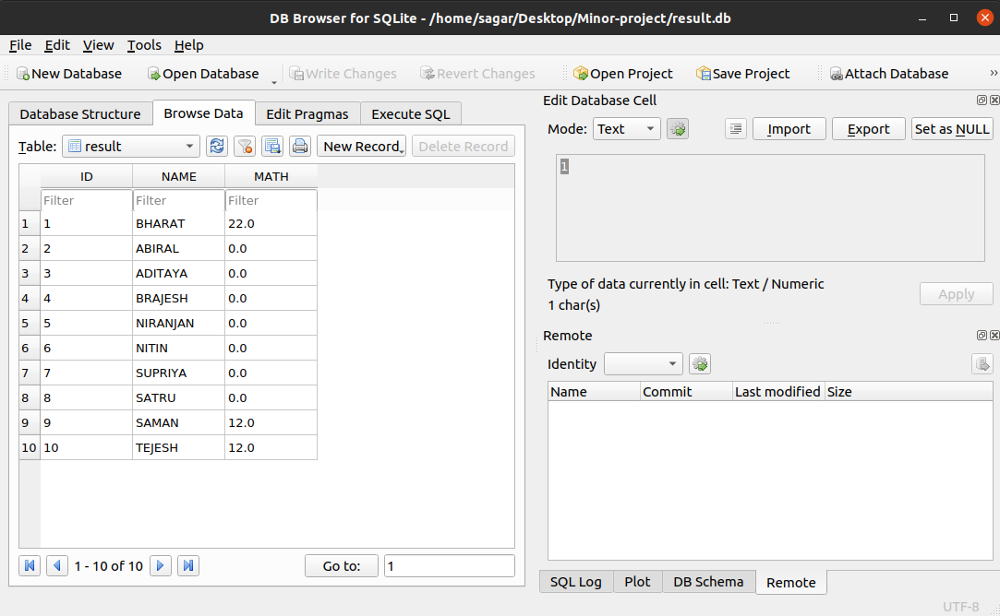 DB Browser for SQLite - /home/sagar/Desktop/Minor-project/result.db
File Edit View Tools Help
New Database Open Database Write Changes Revert Changes Open Project Save Project Attach Database »
Database Structure Browse Data Edit Pragmas Execute SQL
Table: result New Record Delete Record
ID NAME MATH
Filter Filter Filter
1 1 BHARAT 22.0
2 2 ABIRAL 0.0
3 3 ADITAYA 0.0
4 4 BRAJESH 0.0
5 5 NIRANJAN 0.0
6 6 NITIN 0.0
7 7 SUPRIYA 0.0
8 8 SATRU 0.0
9 9 SAMAN 12.0
10 10 TEJESH 12.0
1 - 10 of 10 Go to: 1
Edit Database Cell
Mode: Text Import Export Set as NULL
1
Type of data currently in cell: Text / Numeric
1 char(s)
Apply
Remote
Identity
Name Commit Last modified Size
SQL Log Plot DB Schema Remote
UTF-8